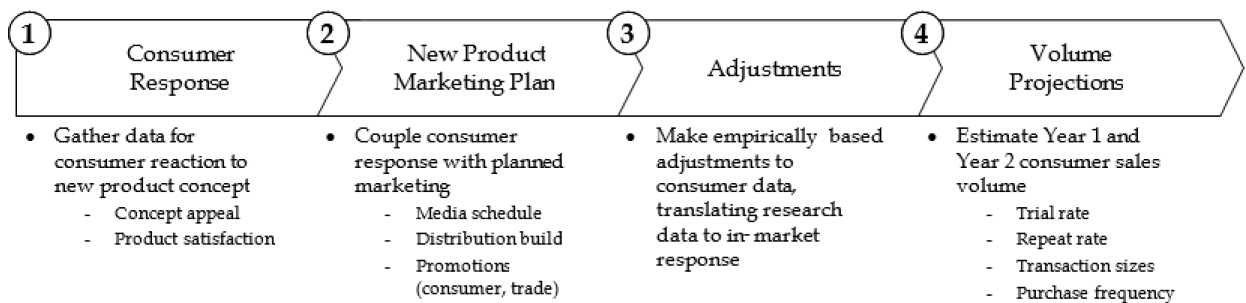 1
Consumer
Response
2
New Product
Marketing Plan
3
Adjustments
4
Volume
Projections
• Gather data for
consumer reaction to
new product concept
- Concept appeal
- Product satisfaction
• Couple consumer
response with planned
marketing
- Media schedule
- Distribution build
- Promotions
(consumer, trade)
• Make empirically based
adjustments to
consumer data,
translating research
data to in-market
response
• Estimate Year 1 and
Year 2 consumer sales
volume
- Trial rate
- Repeat rate
- Transaction sizes
- Purchase frequency